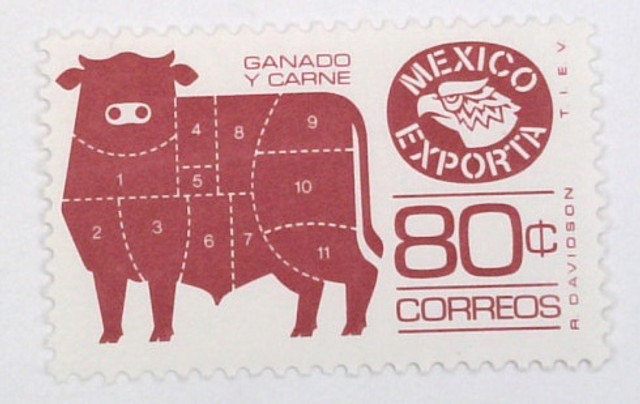 GANADO
Y CARNE
MEXICO
EXPORTA
T. I. E. V
4
8
9
1
5
10
2
3
6
7
11
80¢
CORREOS
R. DAVIDSON